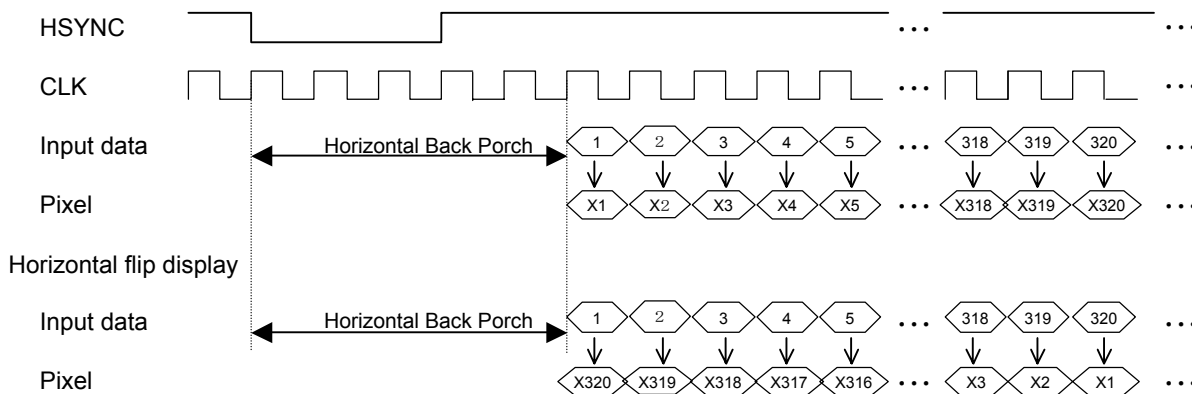 HSYNC ... ...
CLK ... ...
Input data Horizontal Back Porch 1 2 3 4 5 ... 318 319 320 ...
Pixel X1 X2 X3 X4 X5 ... X318 X319 X320 ...
Horizontal flip display
Input data Horizontal Back Porch 1 2 3 4 5 ... 318 319 320 ...
Pixel X320 X319 X318 X317 X316 ... X3 X2 X1 ...